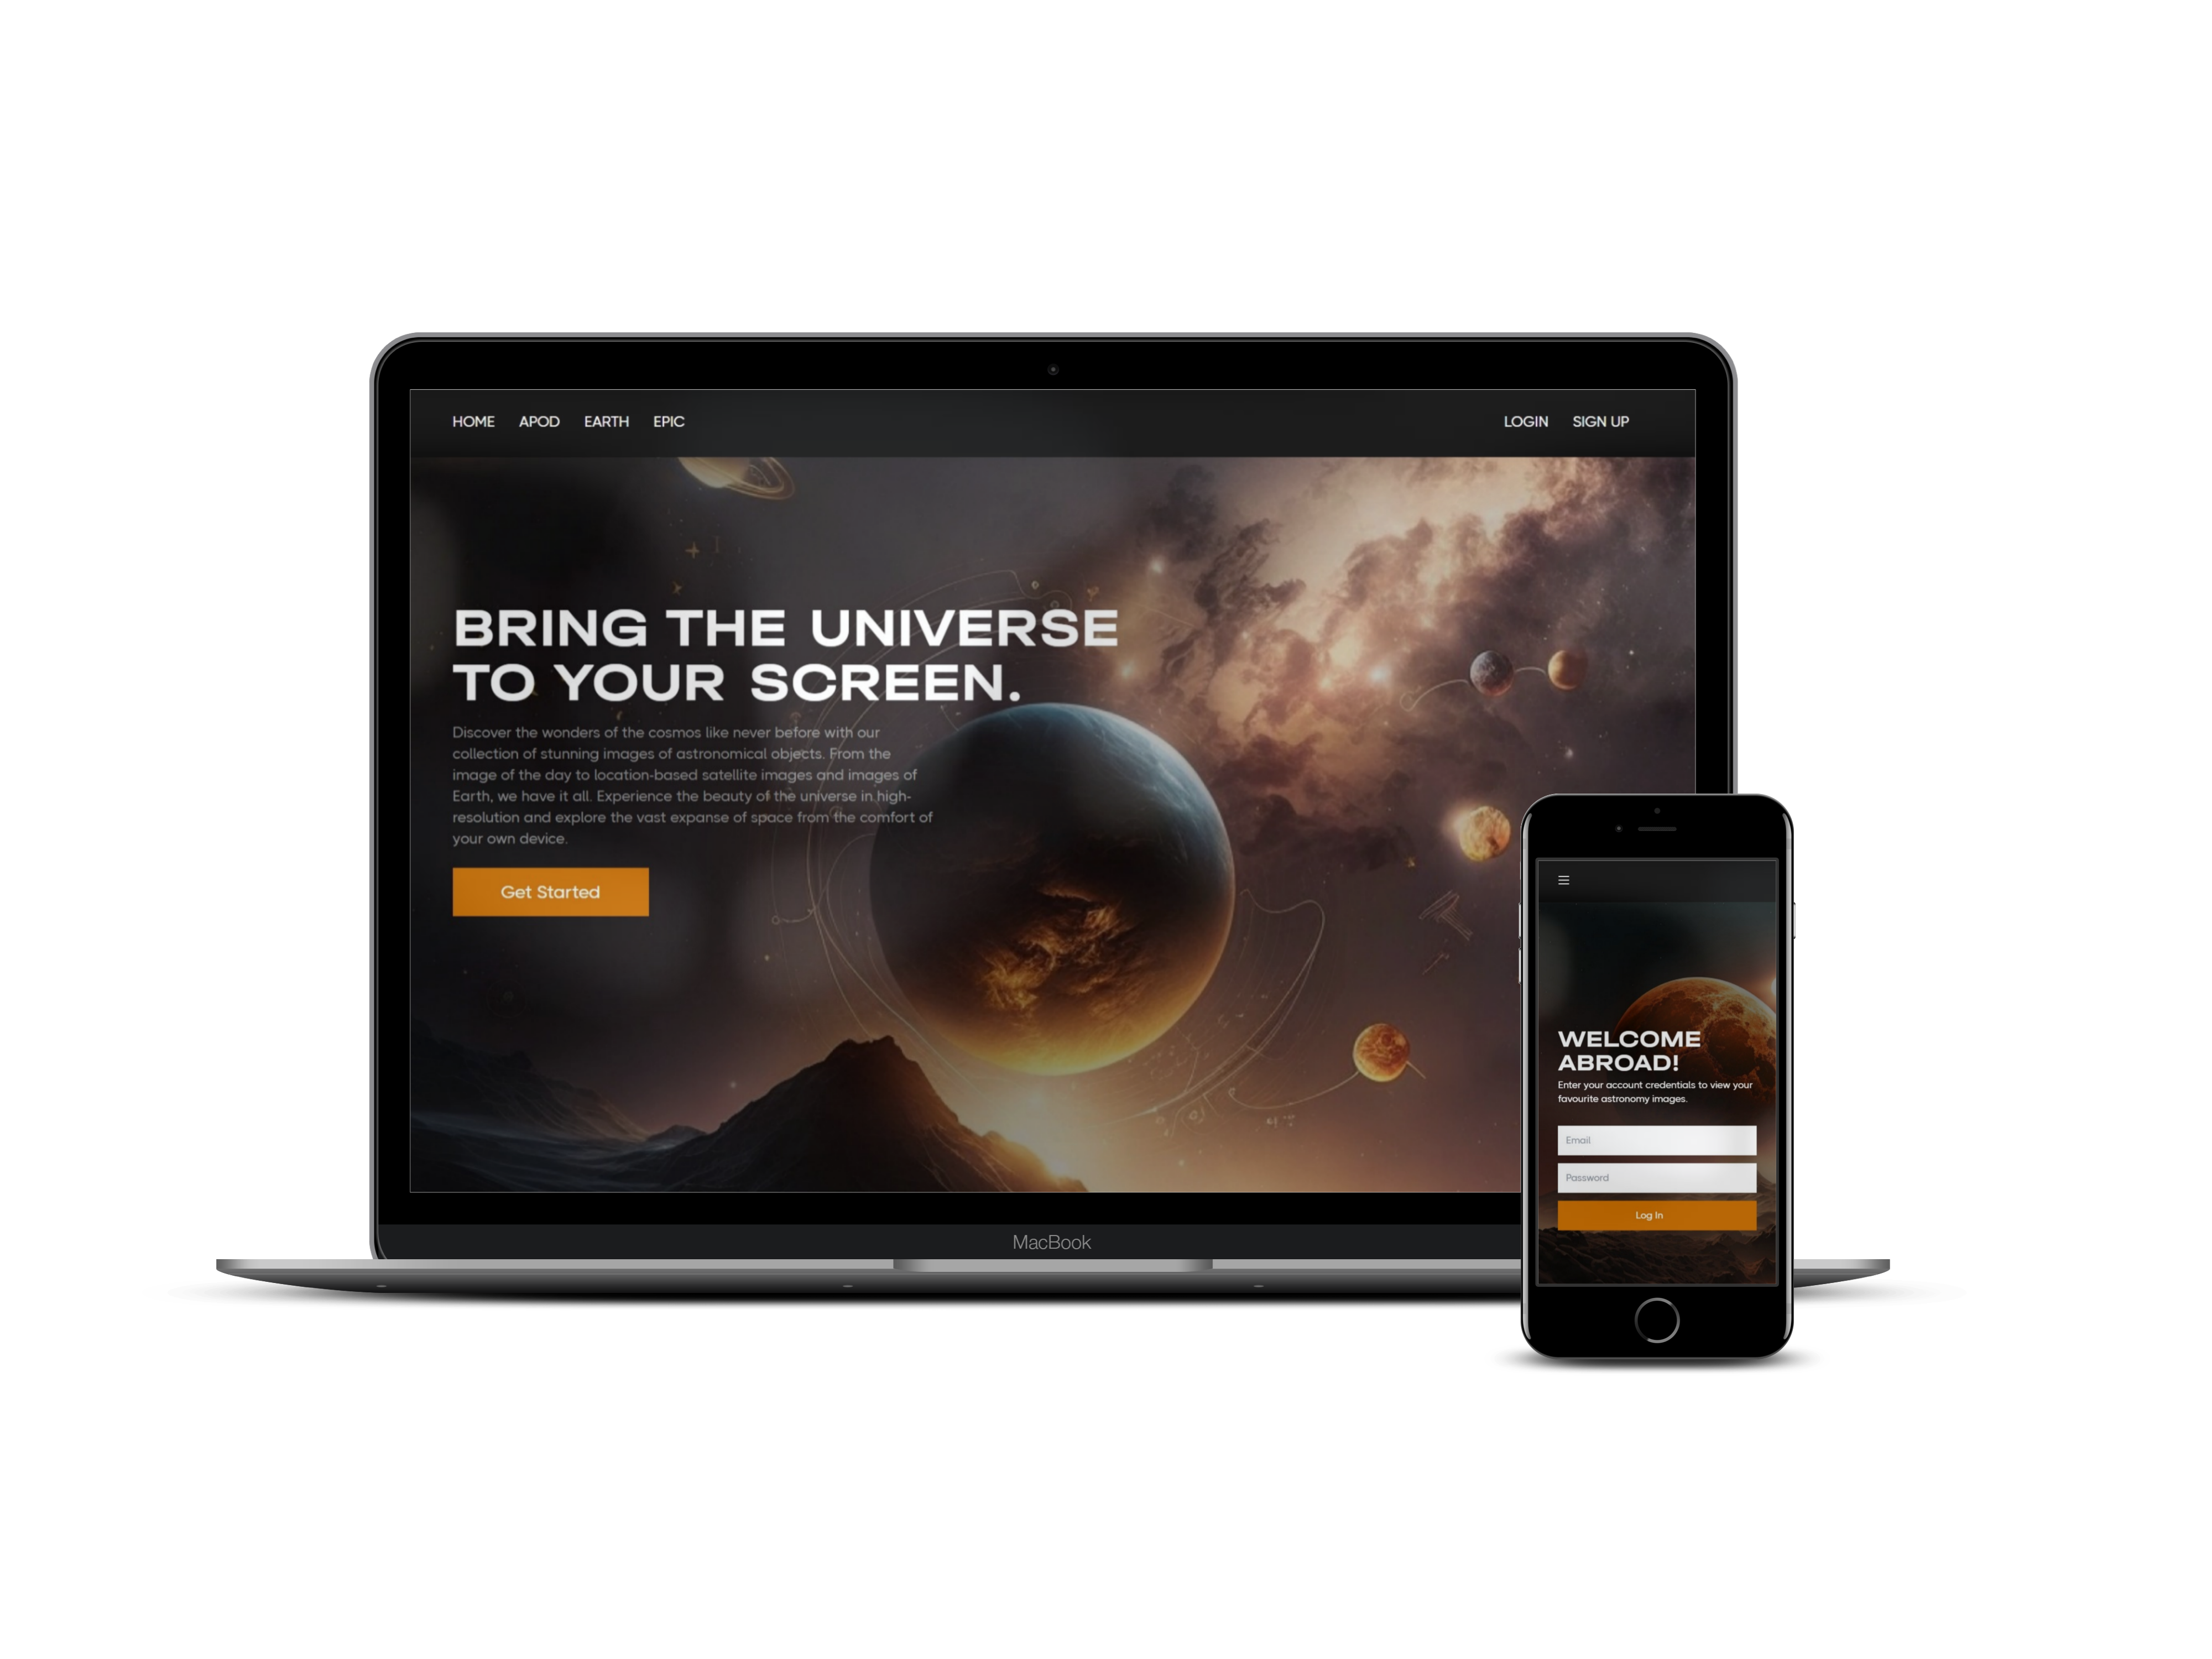 HOME APOD EARTH EPIC LOGIN SIGN UP
BRING THE UNIVERSE
TO YOUR SCREEN.
Discover the wonders of the cosmos like never before with our
collection of stunning images of astronomical objects. From the
image of the day to location-based satellite images and images of
Earth, we have it all. Experience the beauty of the universe in high-
resolution and explore the vast expanse of space from the comfort of
your own device.
Get Started
MacBook
WELCOME
ABROAD!
Enter your account credentials to view your
favourite astronomy images.
Email
Password
Log In